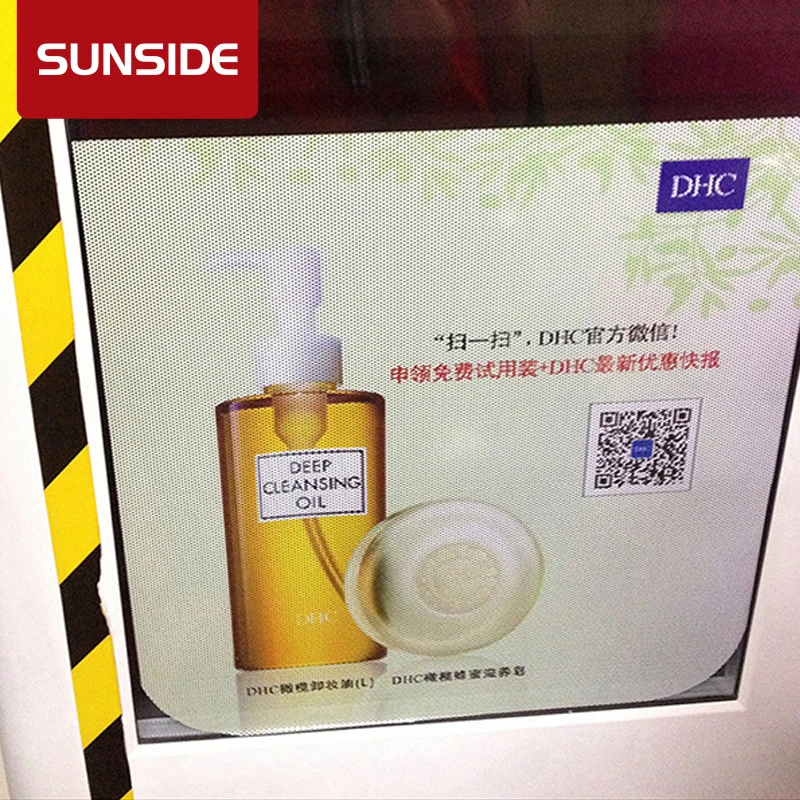 SUNSIDE
DHC
“扫一扫”，DHC官方微信!
申领免费试用装+DHC最新优惠快报
DHC
DEEP
CLEANSING
OIL
DHC
DHC橄榄卸妆油(L)
DHC橄榄蜂蜜滋养皂